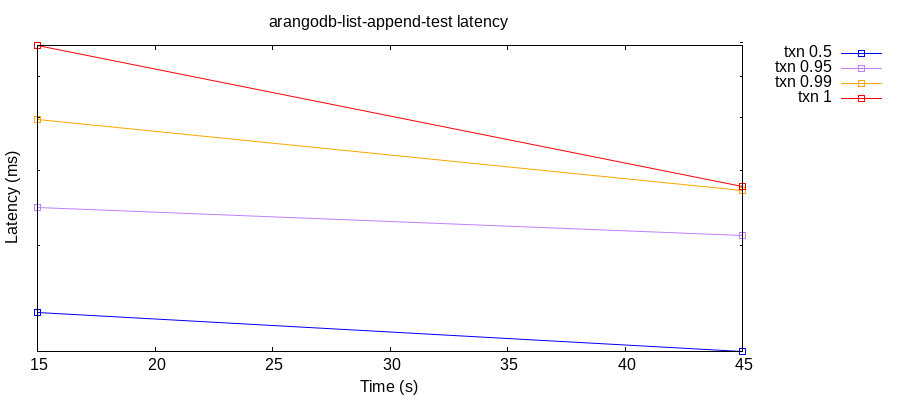 arangodb-list-append-test latency
txn 0.5
txn 0.95
txn 0.99
txn 1
Latency (ms)
15 20 25 30 35 40 45
Time (s)